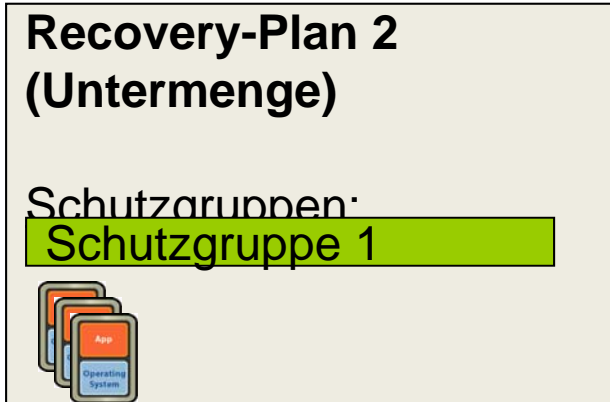 Recovery-Plan 2
(Untermenge)
Schutzgruppen:
Schutzgruppe 1
App
Operating
System